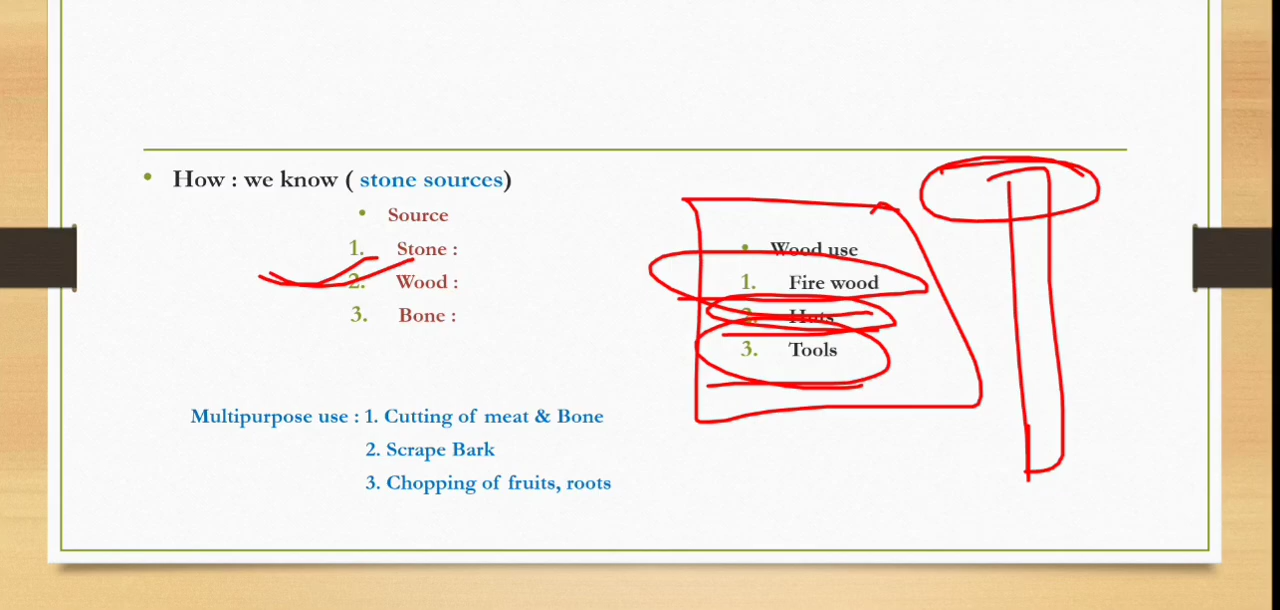 How : we know ( stone sources)
Source
1. Stone :
2. Wood :
3. Bone :
Wood use
1. Fire wood
2. Huts
3. Tools
Multipurpose use : 1. Cutting of meat & Bone
2. Scrape Bark
3. Chopping of fruits, roots